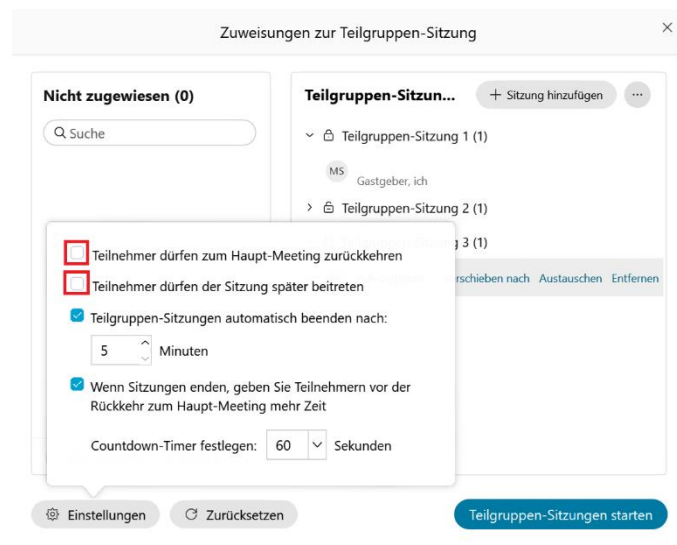 Zuweisungen zur Teilgruppen-Sitzung
Nicht zugewiesen (0)
Suche
Teilgruppen-Sitzun...
+ Sitzung hinzufügen
...
Teilgruppen-Sitzung 1 (1)
MS
Gastgeber, ich
Teilgruppen-Sitzung 2 (1)
3 (1)
rschieben nach Austauschen Entfernen
Teilnehmer dürfen zum Haupt-Meeting zurückkehren
Teilnehmer dürfen der Sitzung später beitreten
Teilgruppen-Sitzungen automatisch beenden nach:
5 Minuten
Wenn Sitzungen enden, geben Sie Teilnehmern vor der
Rückkehr zum Haupt-Meeting mehr Zeit
Countdown-Timer festlegen: 60 Sekunden
Einstellungen
Zurücksetzen
Teilgruppen-Sitzungen starten